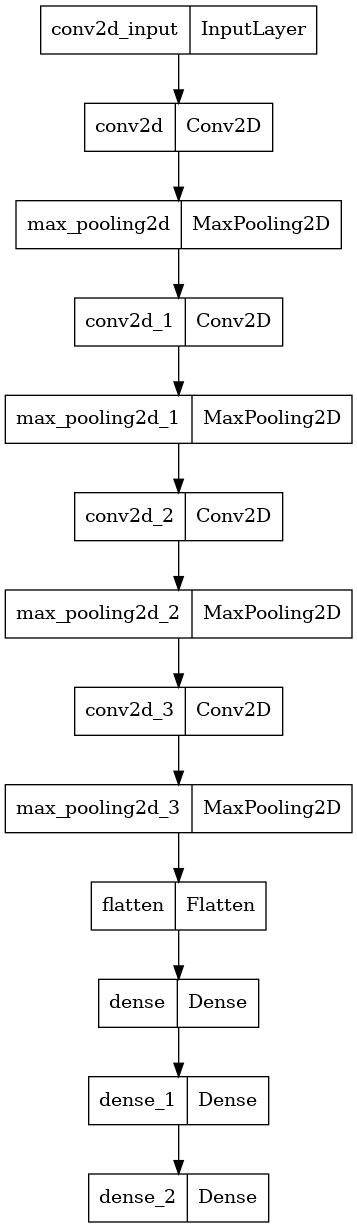 conv2d_input InputLayer
conv2d Conv2D
max_pooling2d MaxPooling2D
conv2d_1 Conv2D
max_pooling2d_1 MaxPooling2D
conv2d_2 Conv2D
max_pooling2d_2 MaxPooling2D
conv2d_3 Conv2D
max_pooling2d_3 MaxPooling2D
flatten Flatten
dense Dense
dense_1 Dense
dense_2 Dense